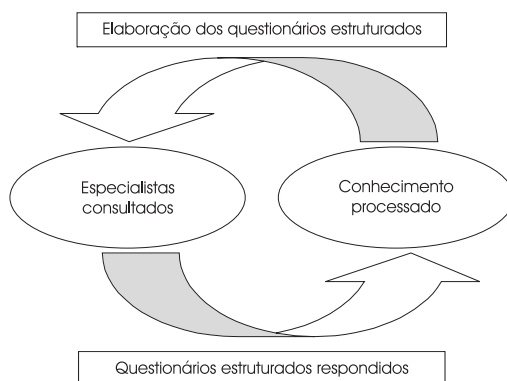 Elaboração dos questionários estruturados
Especialistas
consultados
Conhecimento
processado
Questionários estruturados respondidos